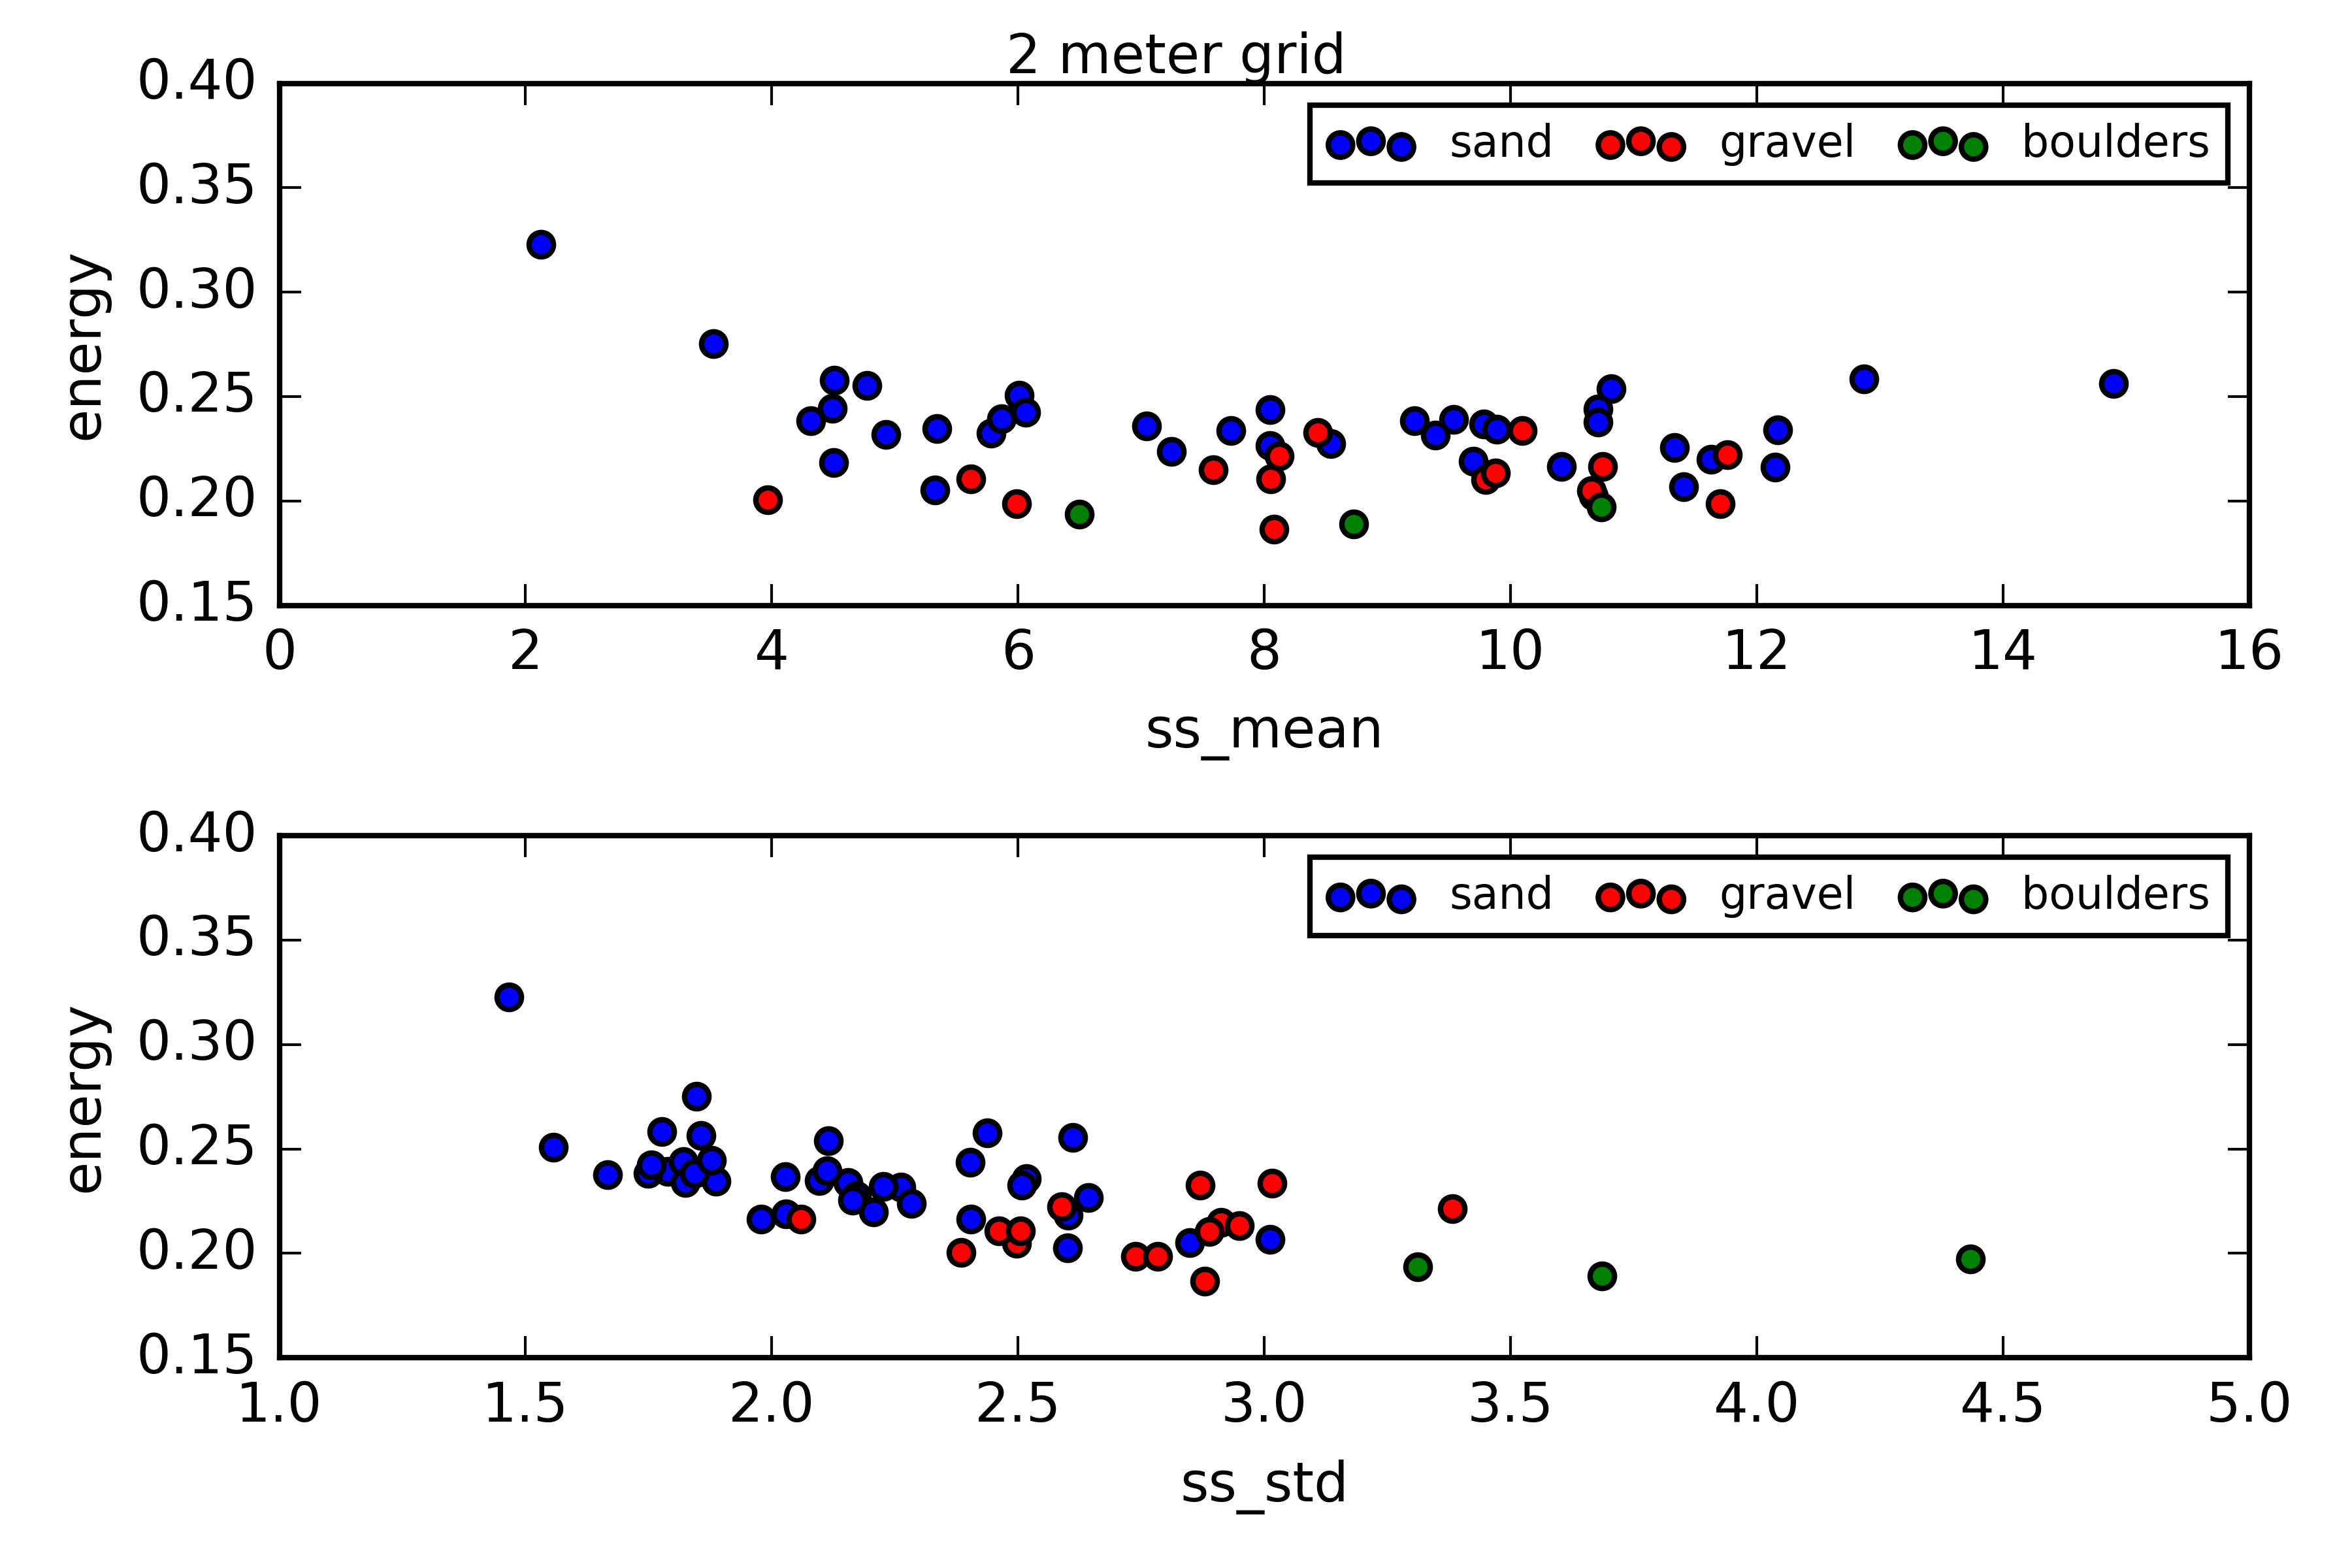 2 meter grid
0.40
0.35
0.30
0.25
0.20
0.15
energy
sand gravel boulders
0 2 4 6 8 10 12 14 16
ss_mean
0.40
0.35
0.30
0.25
0.20
0.15
energy
sand gravel boulders
1.0 1.5 2.0 2.5 3.0 3.5 4.0 4.5 5.0
ss_std